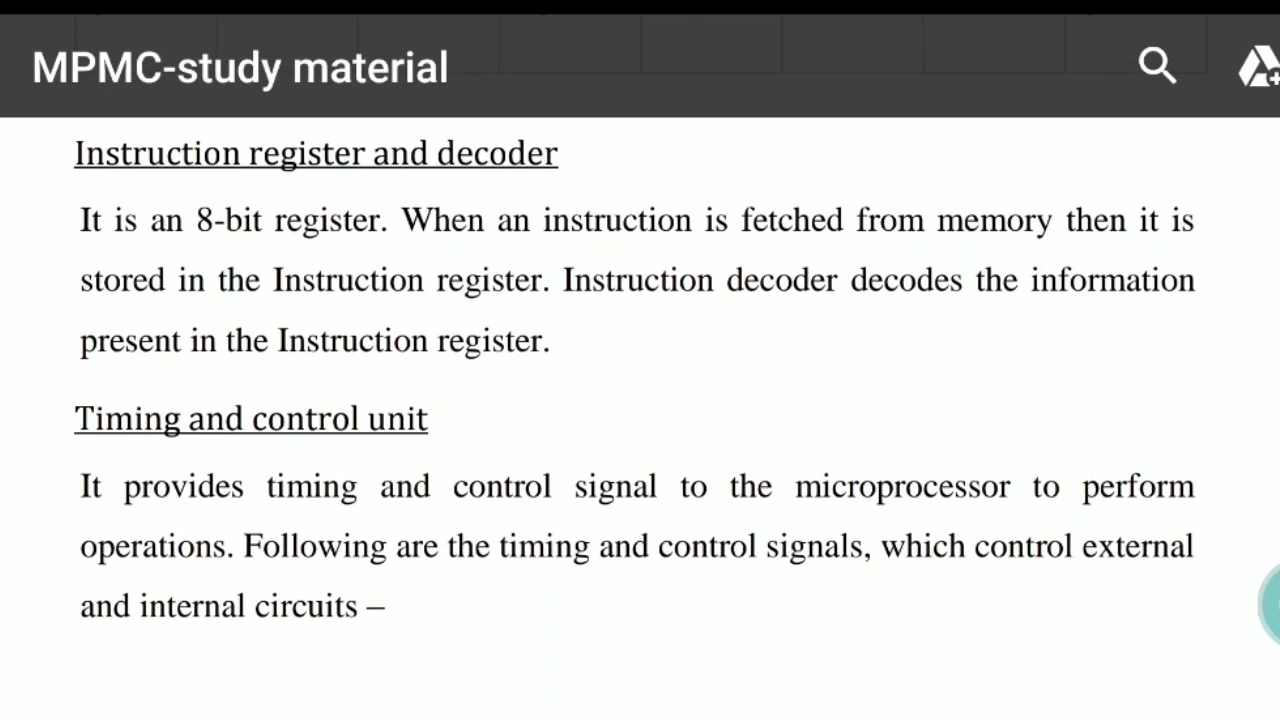 MPMC-study material
Instruction register and decoder
It is an 8-bit register. When an instruction is fetched from memory then it is
stored in the Instruction register. Instruction decoder decodes the information
present in the Instruction register.
Timing and control unit
It provides timing and control signal to the microprocessor to perform
operations. Following are the timing and control signals, which control external
and internal circuits –